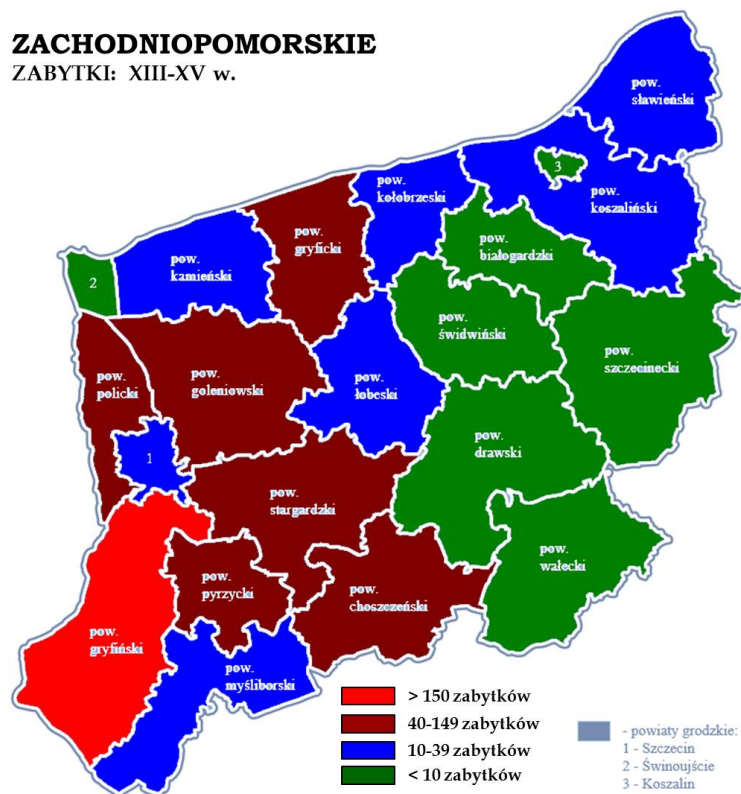 ZACHODNIOPOMORSKIE
ZABYTKI: XIII-XV w.
pow.
sławieński
3
pow.
kołobrzeski
pow.
koszaliński
pow.
gryficki
pow.
białogardzki
pow.
kamieński
2
pow.
świdwiński
pow.
szczecinecki
pow.
policki
pow.
goleniowski
pow.
łobeski
pow.
drawski
1
pow.
stargardzki
pow.
wałecki
pow.
pyrzycki
pow.
choszczeński
pow.
gryfiński
pow.
myśliborski
> 150 zabytków
40-149 zabytków
10-39 zabytków
< 10 zabytków
- powiaty grodzkie:
1 - Szczecin
2 - Świnoujście
3 - Koszalin